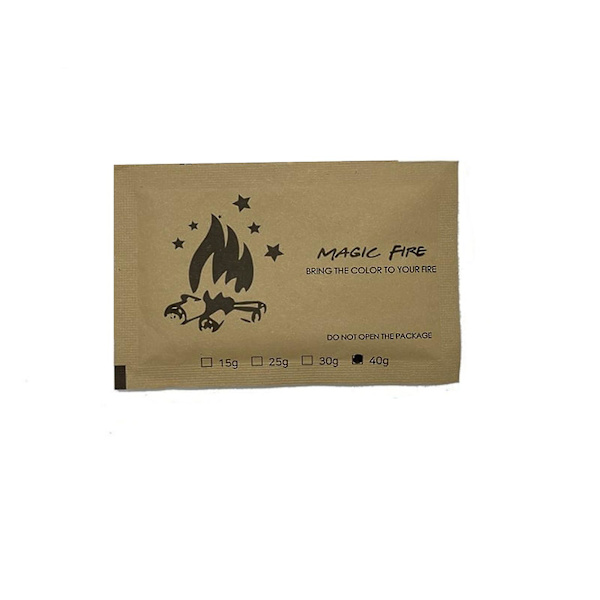 MAGIC FIRE
BRING THE COLOR TO YOUR FIRE
DO NOT OPEN THE PACKAGE
15g 25g 30g 40g